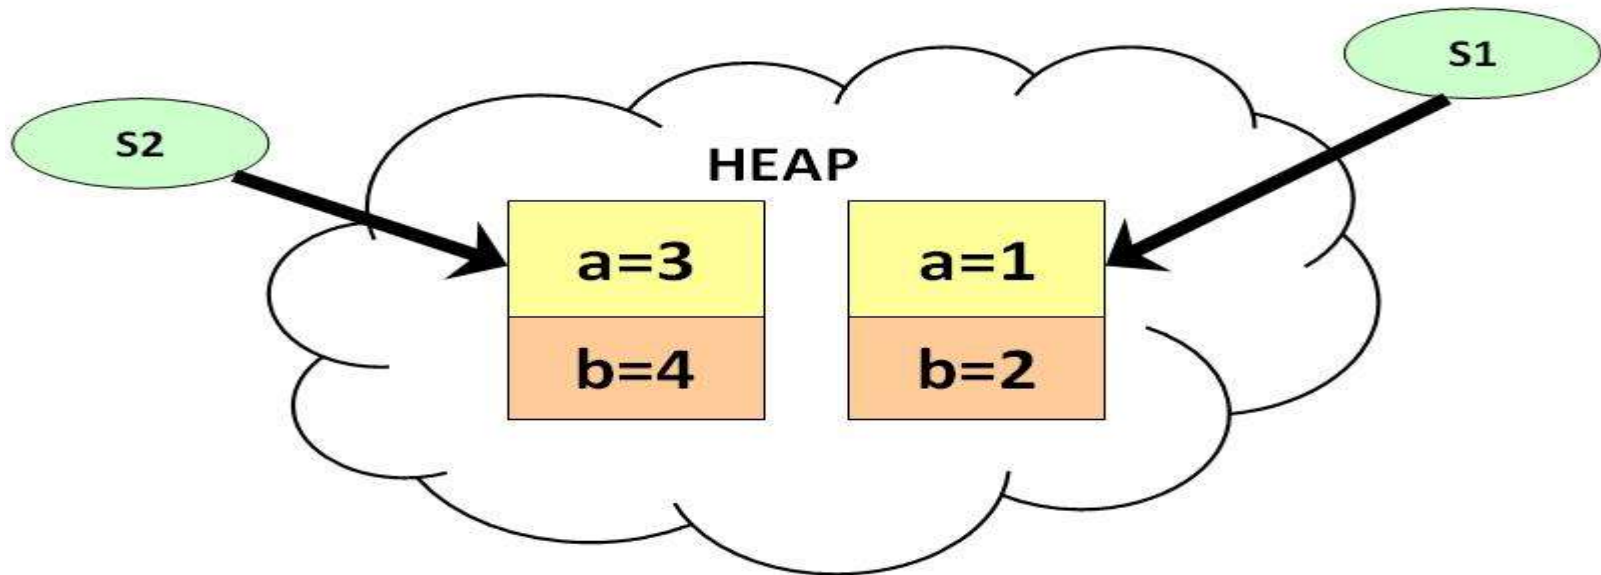 S1
S2
HEAP
a=3
a=1
b=4
b=2